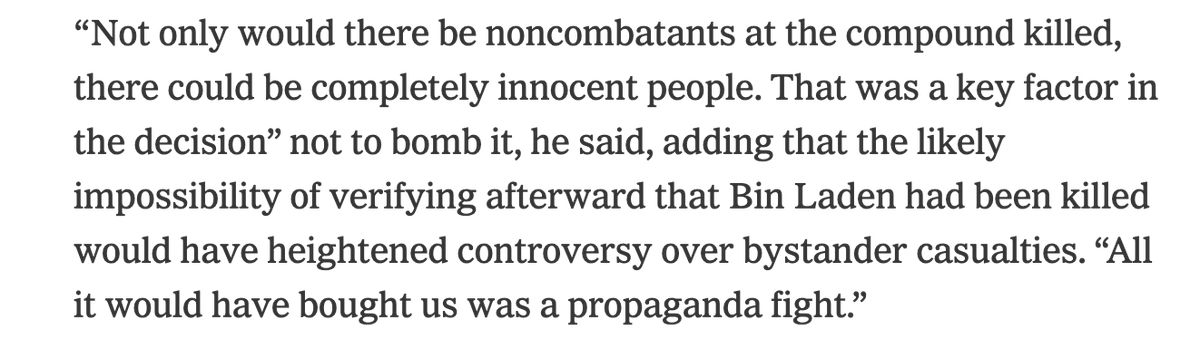 “Not only would there be noncombatants at the compound killed,
there could be completely innocent people. That was a key factor in
the decision” not to bomb it, he said, adding that the likely
impossibility of verifying afterward that Bin Laden had been killed
would have heightened controversy over bystander casualties. “All
it would have bought us was a propaganda fight.”